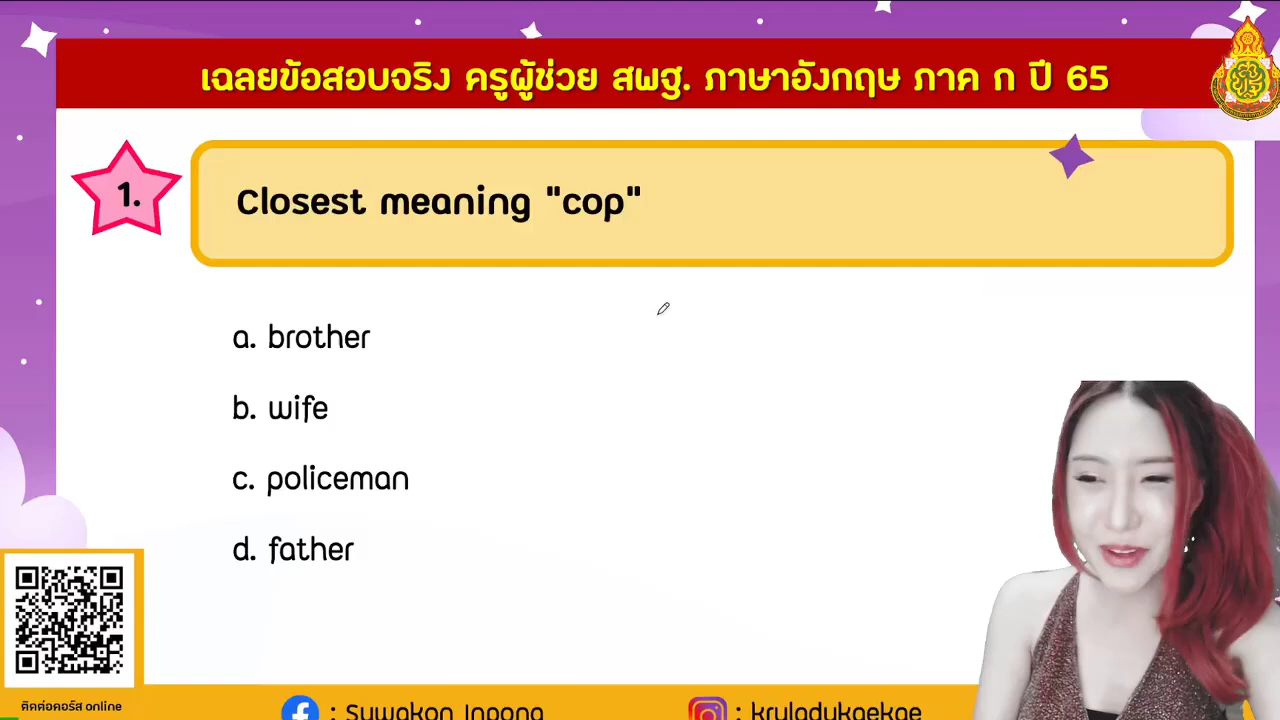 เฉลยข้อสอบจริง ครูผู้ช่วย สพฐ. ภาษาอังกฤษ ภาค ก ปี 65
1.
Closest meaning "cop"
a. brother
b. wife
c. policeman
d. father
ติดต่อคอร์ส online
: Suwakon Inpong
: kruladykaekae